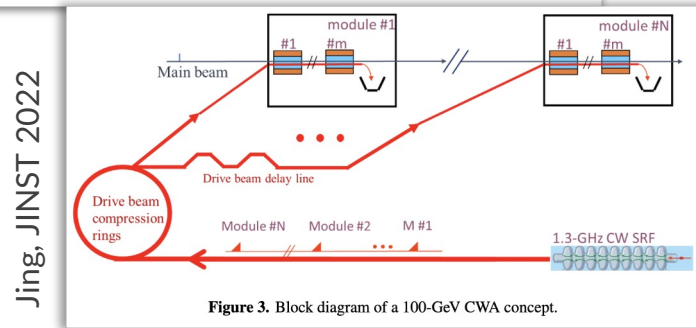 Jing, JINST 2022
module #1
#1
#m
Main beam
module #N
#1
#m
Drive beam delay line
Drive beam
compression
rings
Module #N
Module #2
M #1
1.3-GHz CW SRF
Figure 3. Block diagram of a 100-GeV CWA concept.